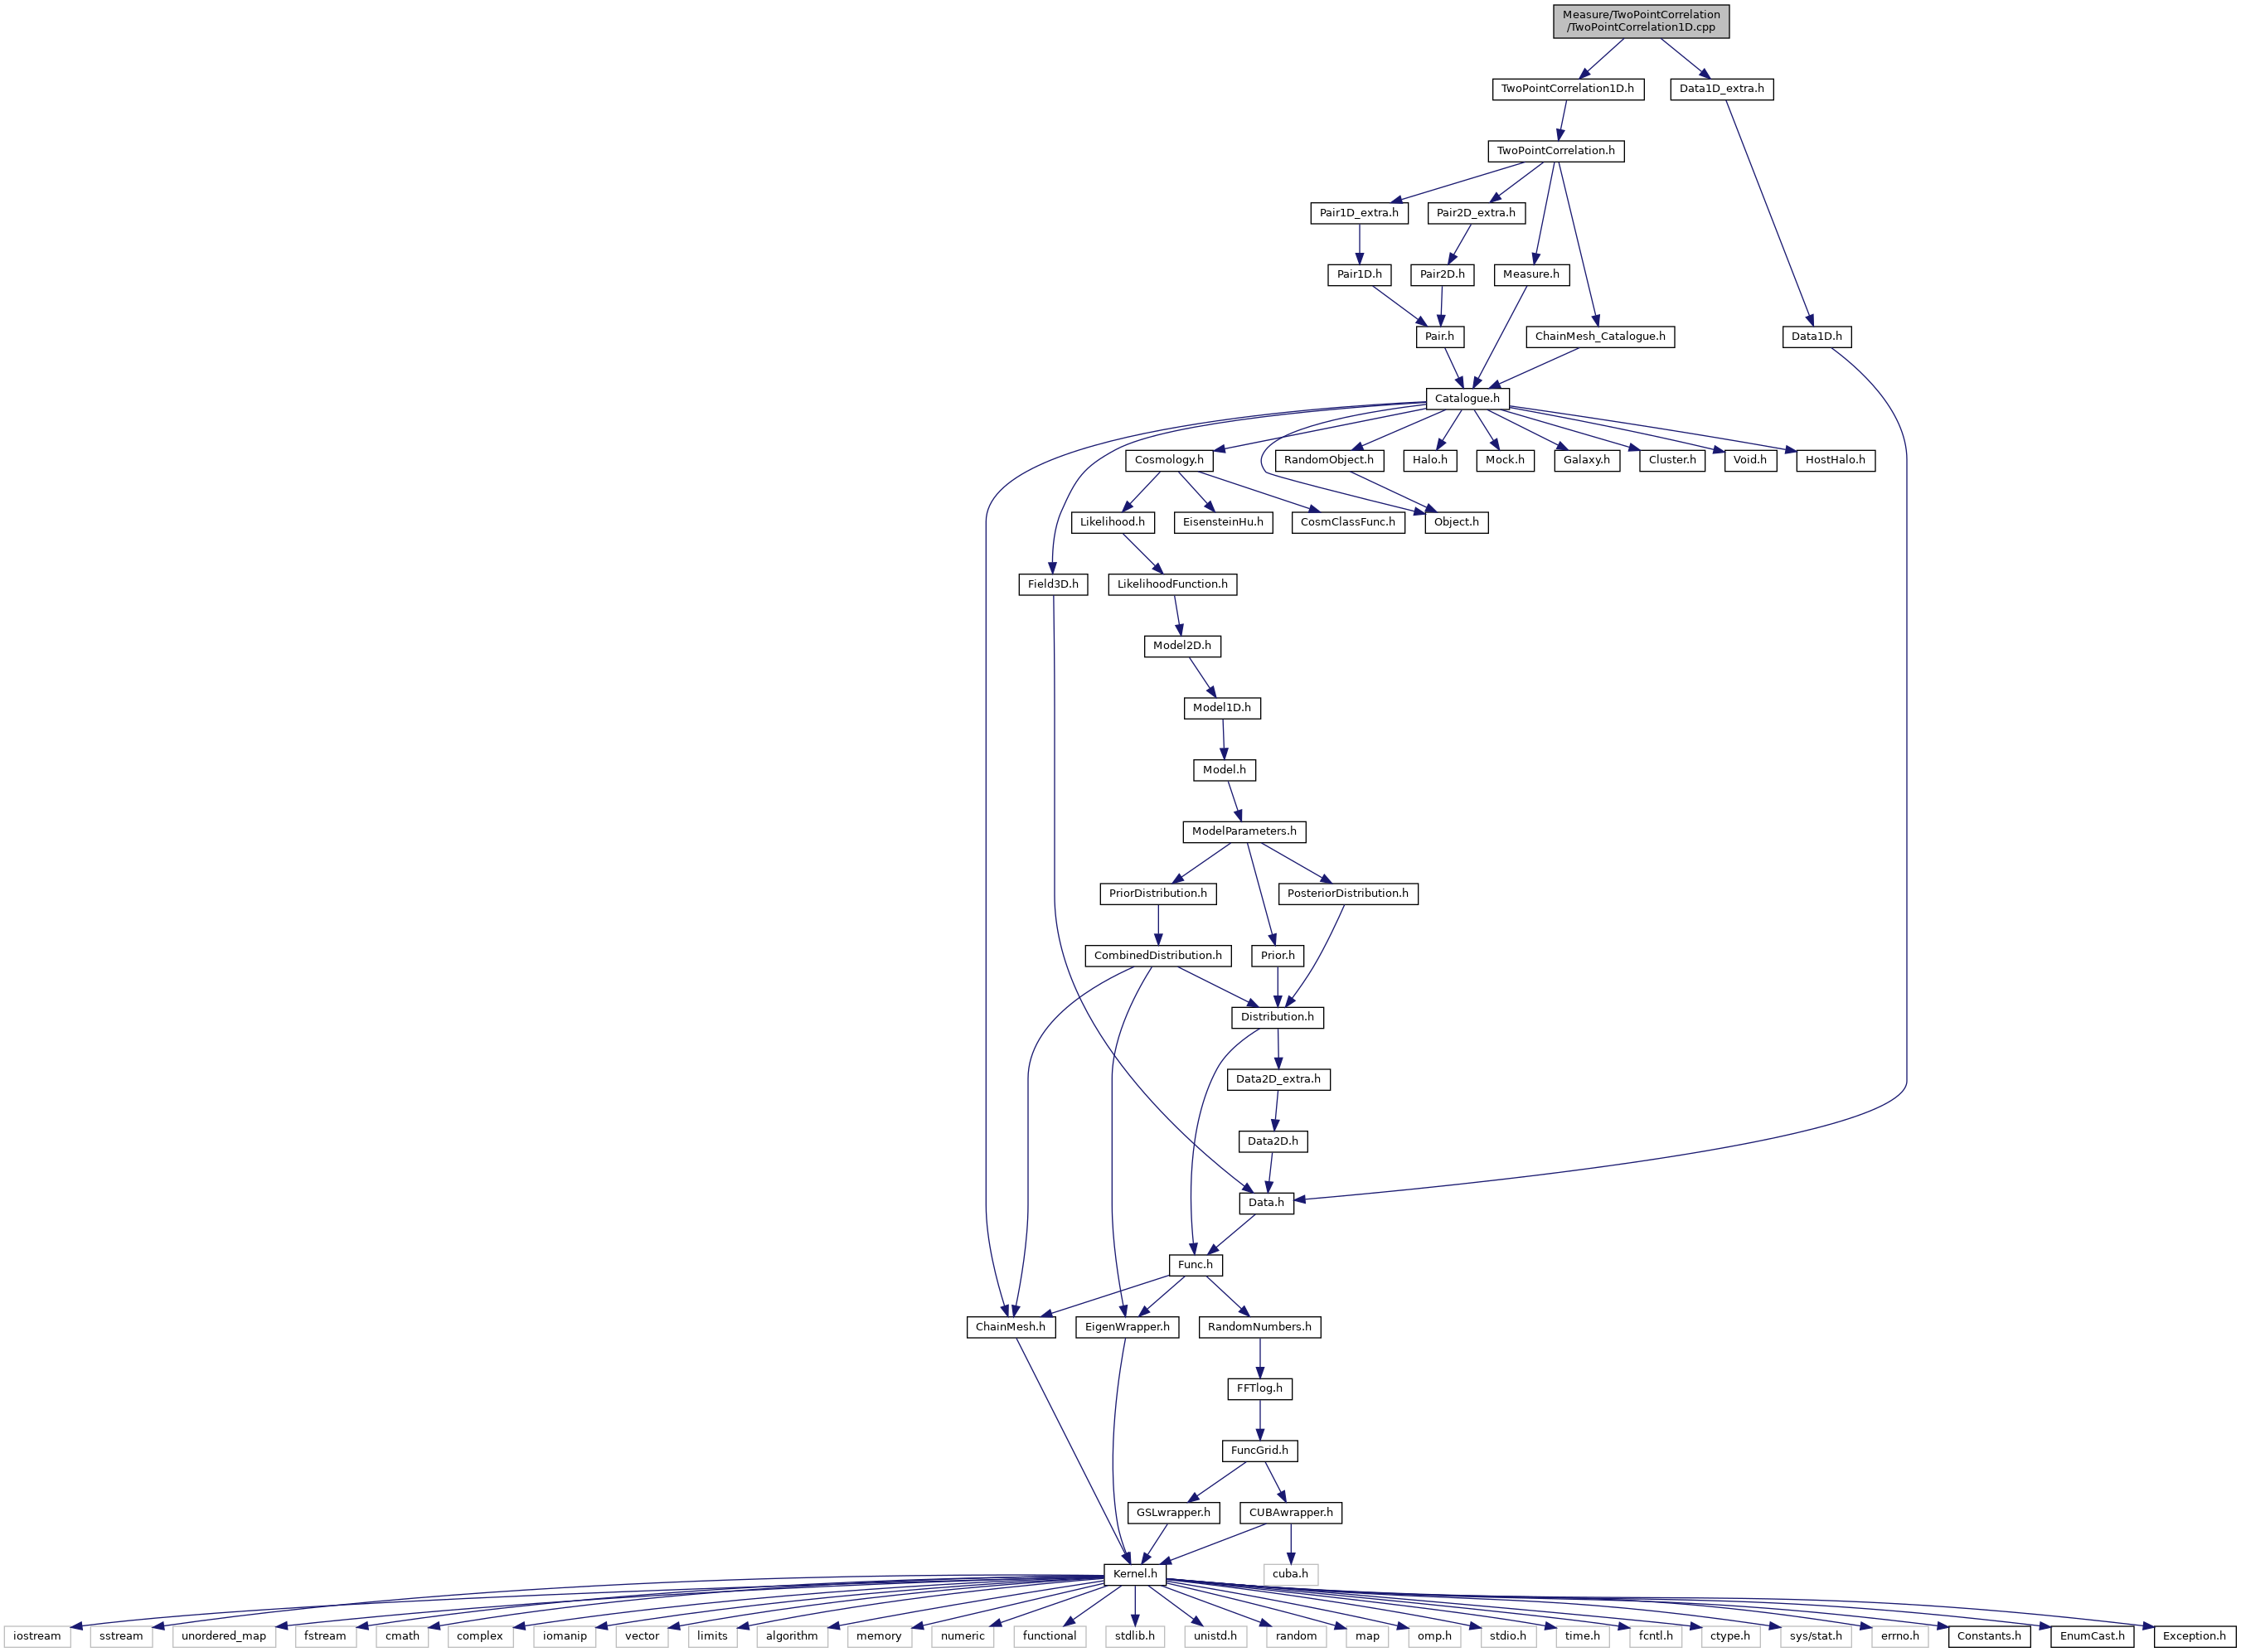 Measure/TwoPointCorrelation
/TwoPointCorrelation1D.cpp
TwoPointCorrelation1D.h
Data1D_extra.h
TwoPointCorrelation.h
Pair1D_extra.h
Pair2D_extra.h
Pair1D.h
Pair2D.h
Measure.h
Pair.h
ChainMesh_Catalogue.h
Data1D.h
Catalogue.h
Cosmology.h
RandomObject.h
Halo.h
Mock.h
Galaxy.h
Cluster.h
Void.h
HostHalo.h
Likelihood.h
EisensteinHu.h
CosmClassFunc.h
Object.h
Field3D.h
LikelihoodFunction.h
Model2D.h
Model1D.h
Model.h
ModelParameters.h
PriorDistribution.h
PosteriorDistribution.h
CombinedDistribution.h
Prior.h
Distribution.h
Data2D_extra.h
Data2D.h
Data.h
Func.h
ChainMesh.h
EigenWrapper.h
RandomNumbers.h
FFTlog.h
FuncGrid.h
GSLwrapper.h
CUBAwrapper.h
Kernel.h
cuba.h
iostream
sstream
unordered_map
fstream
cmath
complex
iomanip
vector
limits
algorithm
memory
numeric
functional
stdlib.h
unistd.h
random
map
omp.h
stdio.h
time.h
fcntl.h
ctype.h
sys/stat.h
errno.h
Constants.h
EnumCast.h
Exception.h